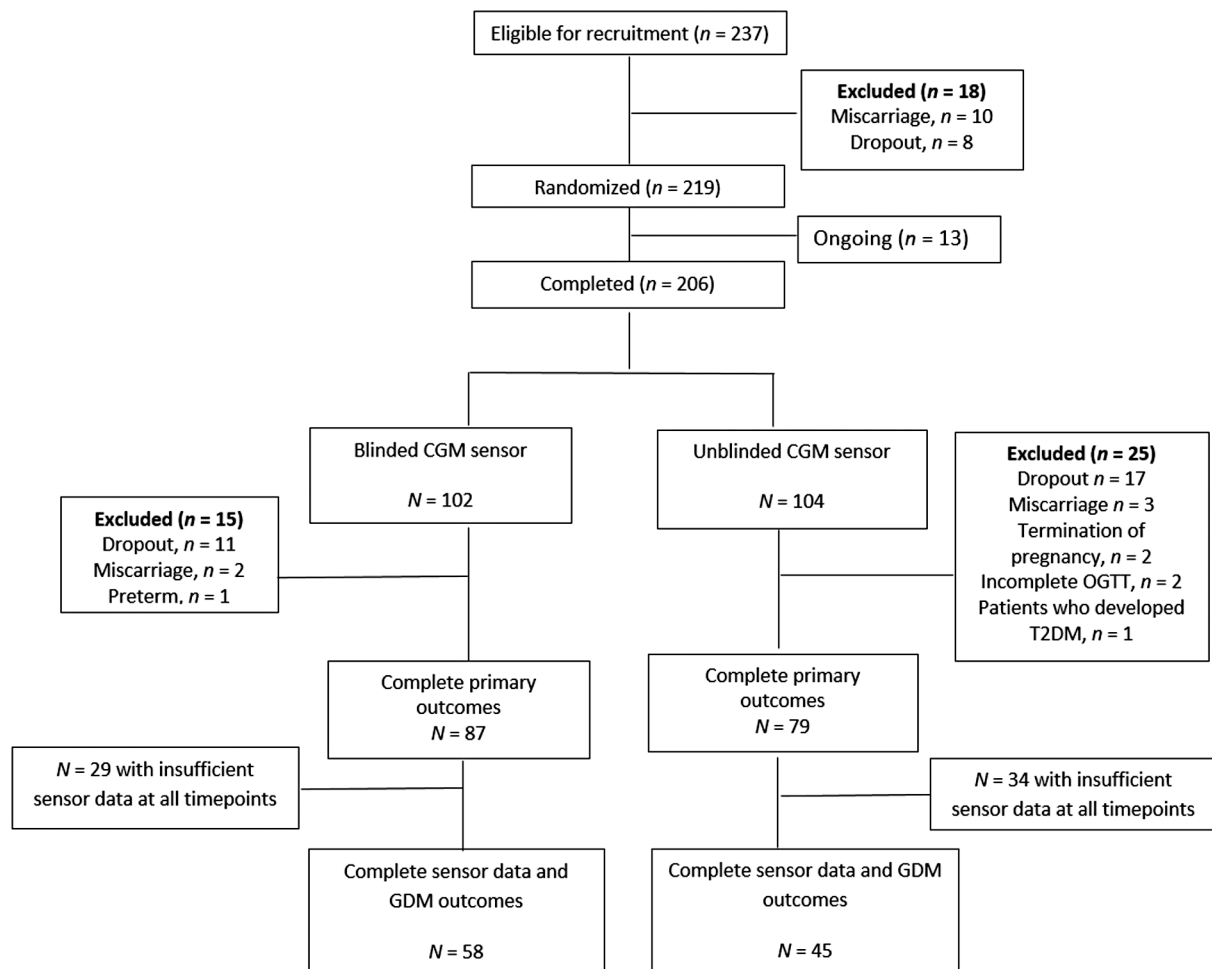 Eligible for recruitment (n = 237)
Excluded (n = 18)
Miscarriage, n = 10
Dropout, n = 8
Randomized (n = 219)
Ongoing (n = 13)
Completed (n = 206)
Blinded CGM sensor
N = 102
Unblinded CGM sensor
N = 104
Excluded (n = 15)
Dropout, n = 11
Miscarriage, n = 2
Preterm, n = 1
Excluded (n = 25)
Dropout n = 17
Miscarriage n = 3
Termination of
pregnancy, n = 2
Incomplete OGTT, n = 2
Patients who developed
T2DM, n = 1
Complete primary
outcomes
N = 87
Complete primary
outcomes
N = 79
N = 29 with insufficient
sensor data at all timepoints
N = 34 with insufficient
sensor data at all timepoints
Complete sensor data and
GDM outcomes
N = 58
Complete sensor data and GDM
outcomes
N = 45